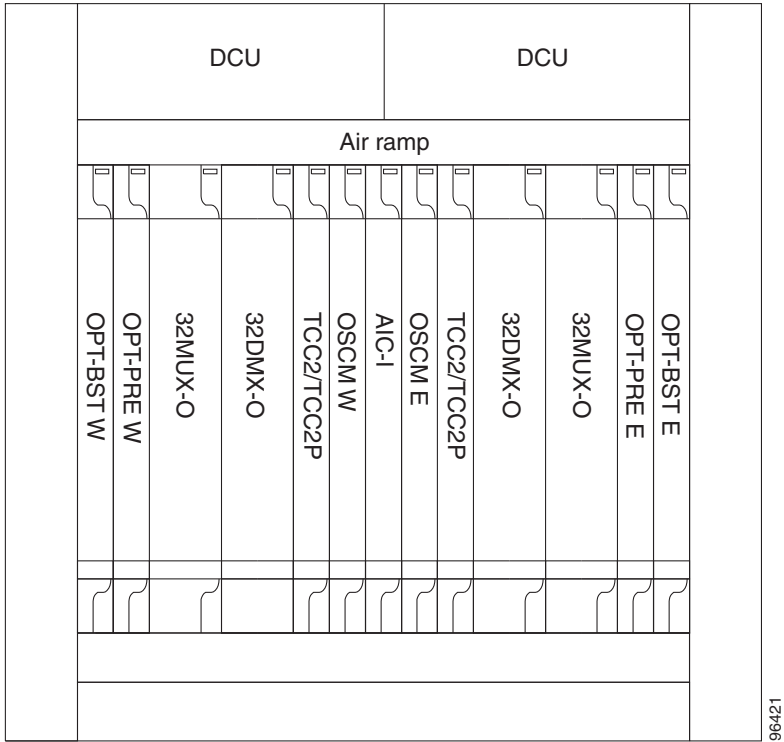 DCU
DCU
Air ramp
OPT-BST W
OPT-PRE W
32MUX-O
32DMX-O
TCC2/TCC2P
OSCM W
AIC-I
OSCM E
TCC2/TCC2P
32DMX-O
32MUX-O
OPT-PRE E
OPT-BST E
96421